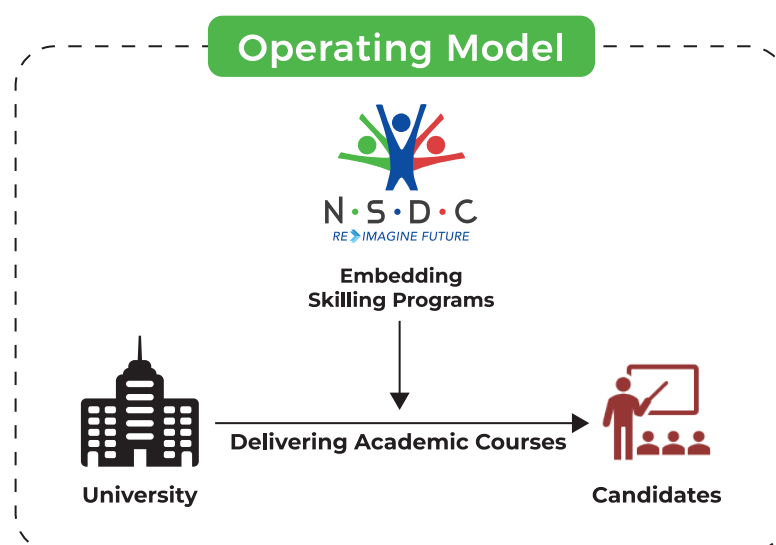 Operating Model
N·S·D·C
RE IMAGINE FUTURE
Embedding
Skilling Programs
Delivering Academic Courses
University
Candidates